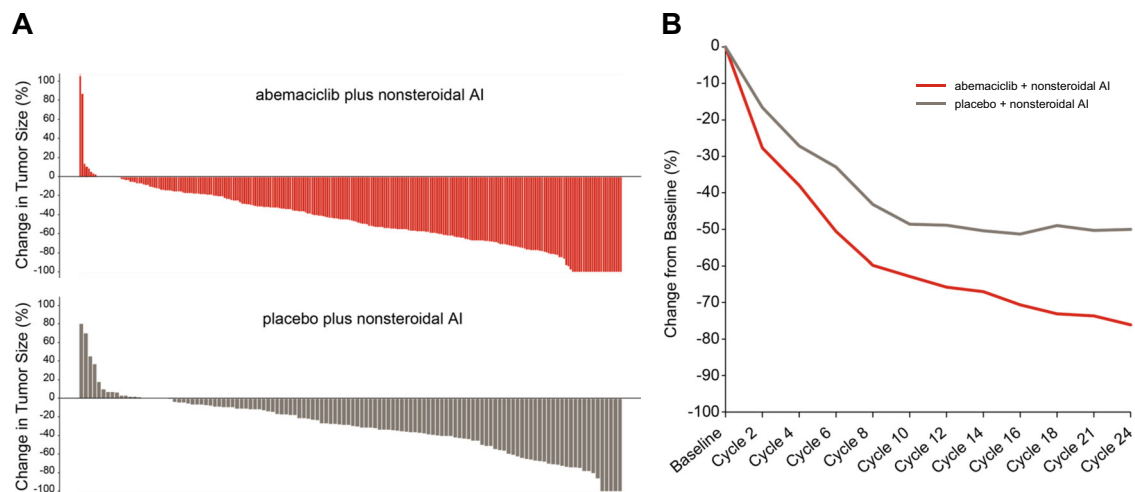 A
Change in Tumor Size (%)
100
80
60
40
20
0
-20
-40
-60
-80
-100
abemaciclib plus nonsteroidal AI
Change in Tumor Size (%)
100
80
60
40
20
0
-20
-40
-60
-80
-100
placebo plus nonsteroidal AI
B
Change from Baseline (%)
0
-10
-20
-30
-40
-50
-60
-70
-80
-90
-100
abemaciclib + nonsteroidal AI
placebo + nonsteroidal AI
Baseline
Cycle 2
Cycle 4
Cycle 6
Cycle 8
Cycle 10
Cycle 12
Cycle 14
Cycle 16
Cycle 18
Cycle 21
Cycle 24